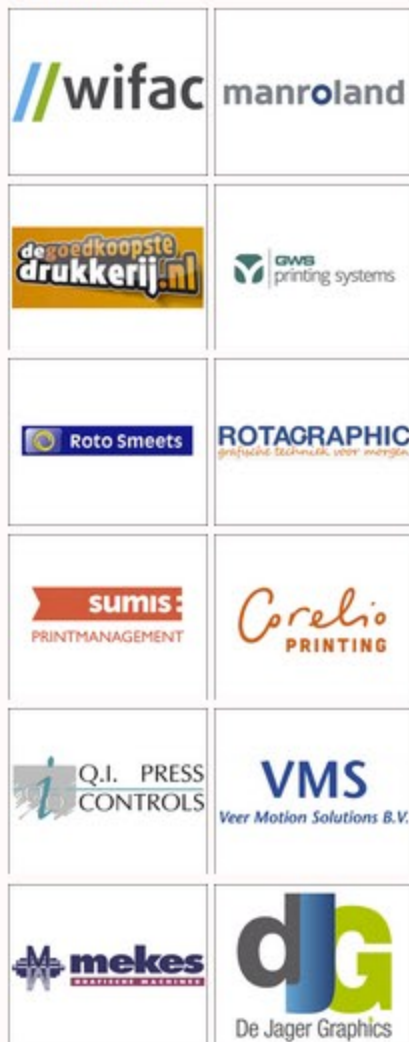 //wifac
manroland
degoedkoopste
drukkerij.nl
GWS
printing systems
Roto Smeets
ROTAGRAPHIC
grafische techniek voor morgen
sumis:
PRINTMANAGEMENT
Corelio
PRINTING
Q.I. PRESS
CONTROLS
VMS
Veer Motion Solutions B.V.
mekes
GRAFISCHE MACHINES
dJG
De Jager Graphics